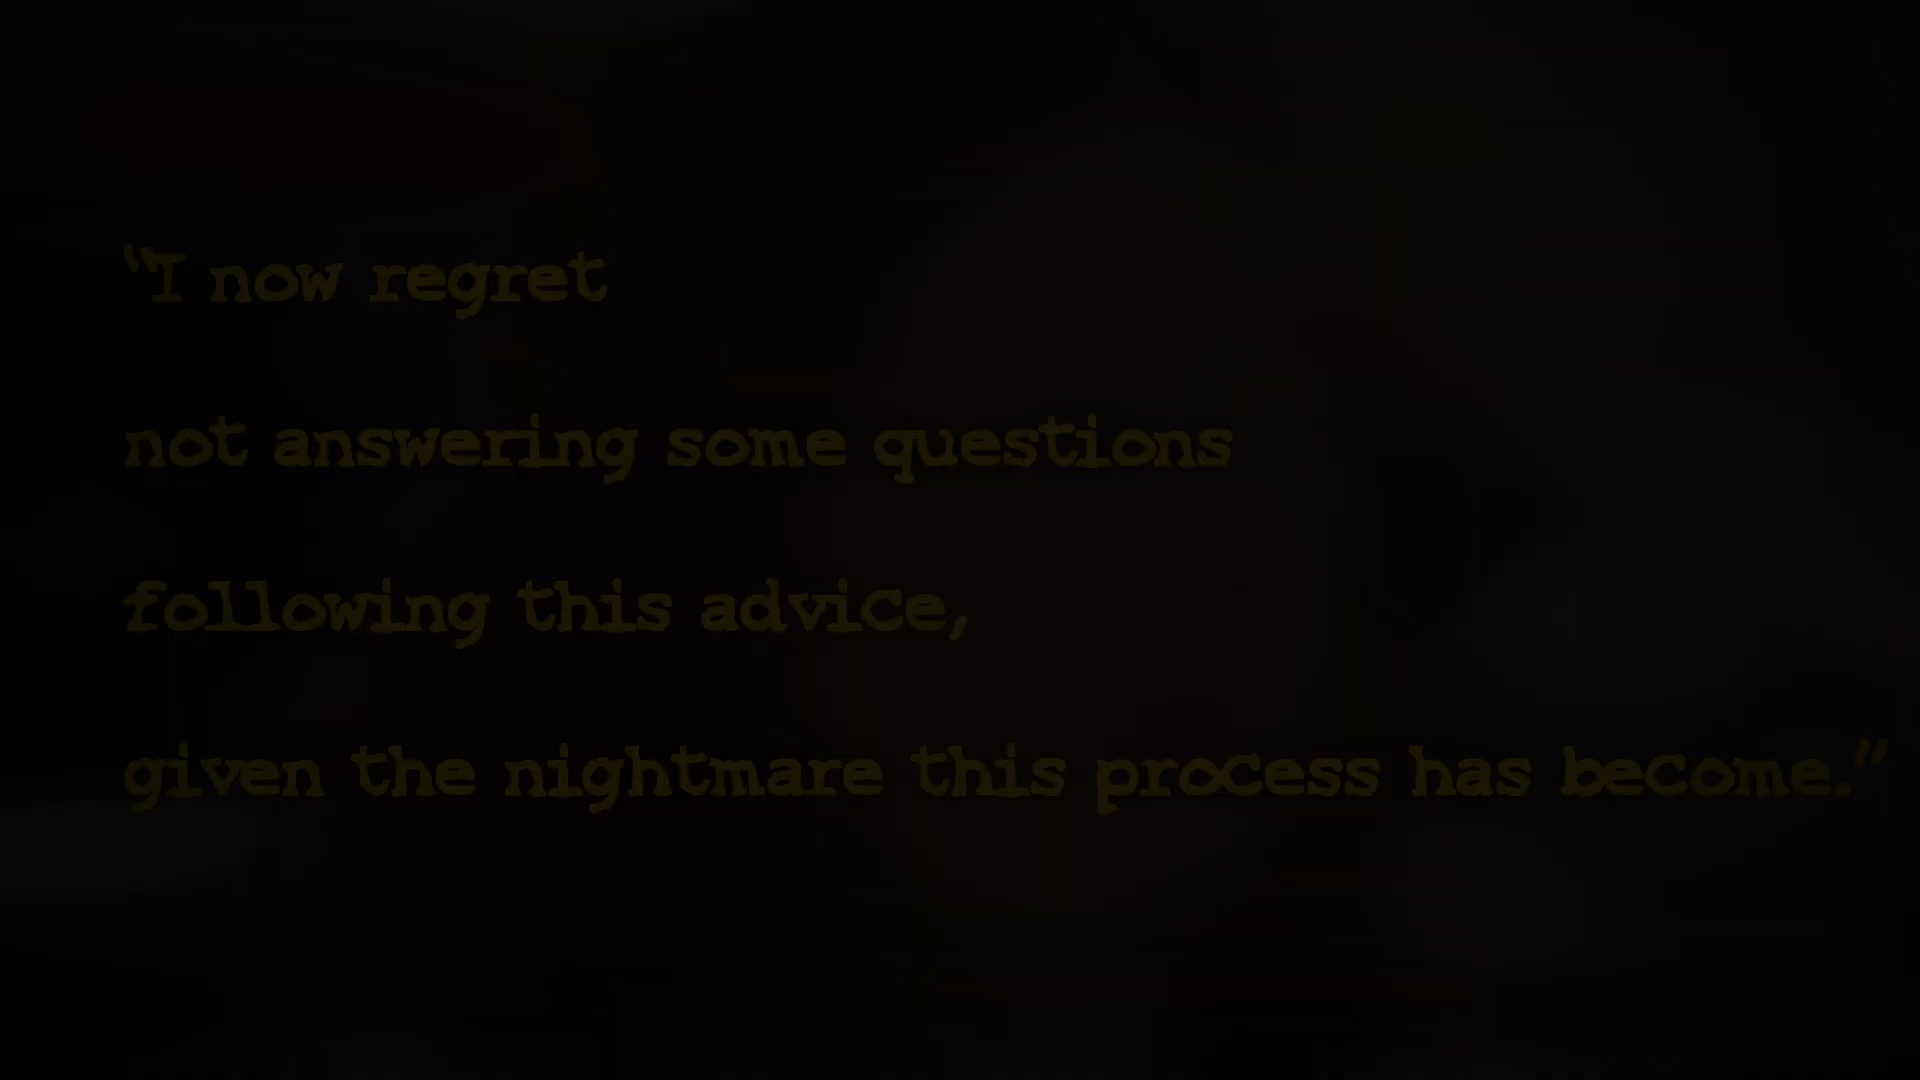 “I now regret
not answering some questions
following this advice,
given the nightmare this process has become.”